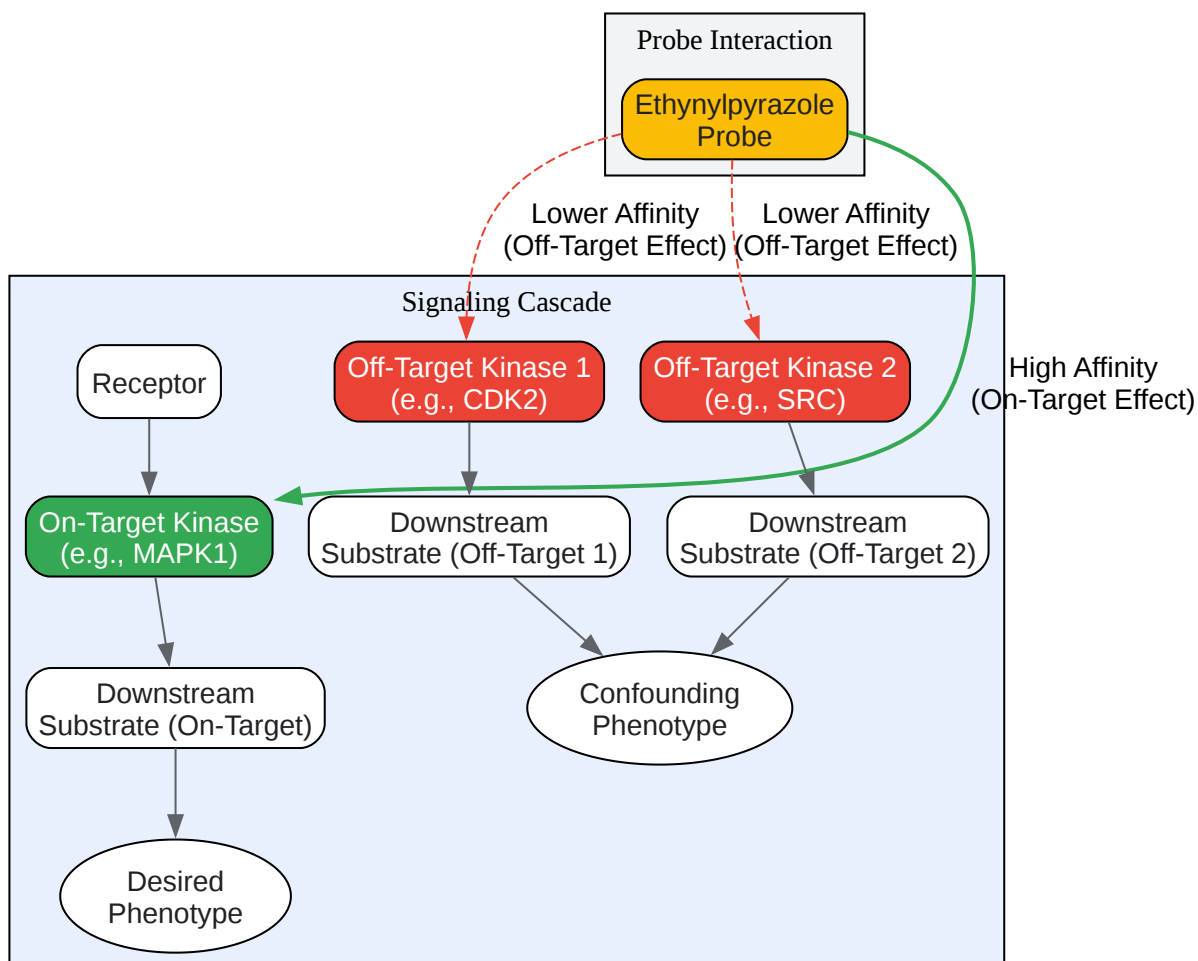 Probe Interaction
Ethynylpyrazole
Probe
Lower Affinity
(Off-Target Effect)
Lower Affinity
(Off-Target Effect)
Signaling Cascade
High Affinity
(On-Target Effect)
Receptor
Off-Target Kinase 1
(e.g., CDK2)
Off-Target Kinase 2
(e.g., SRC)
On-Target Kinase
(e.g., MAPK1)
Downstream
Substrate (Off-Target 1)
Downstream
Substrate (Off-Target 2)
Downstream
Substrate (On-Target)
Confounding
Phenotype
Desired
Phenotype